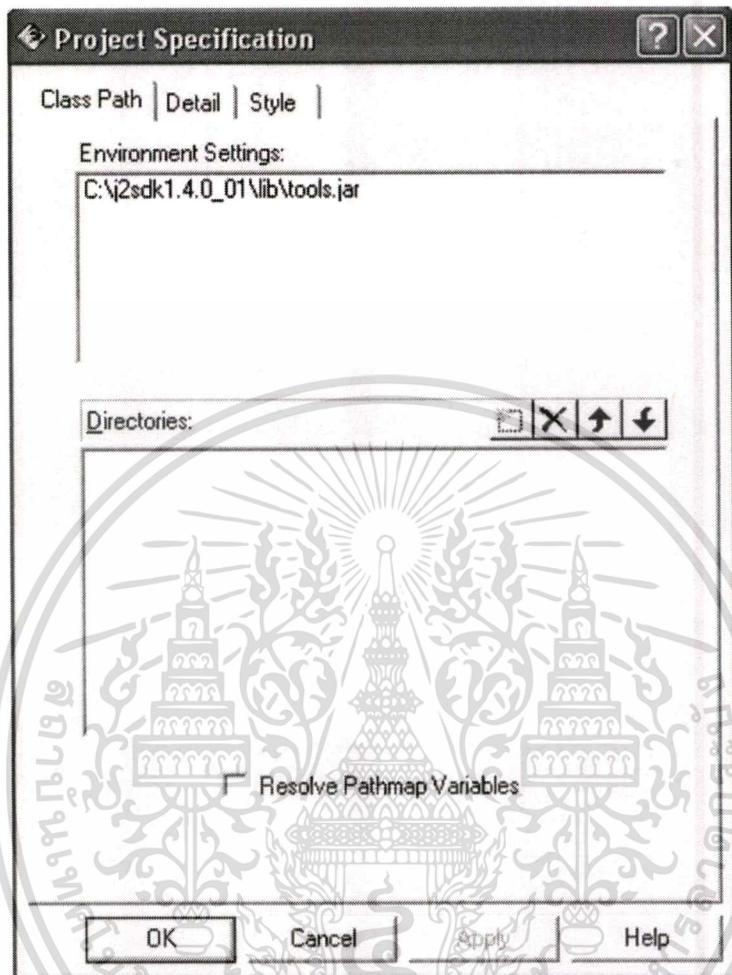 Project Specification
Class Path
Detail
Style
Environment Settings:
C:\j2sdk1.4.0_01\lib\tools.jar
Directories:
Resolve Pathmap Variables
OK
Cancel
Apply
Help